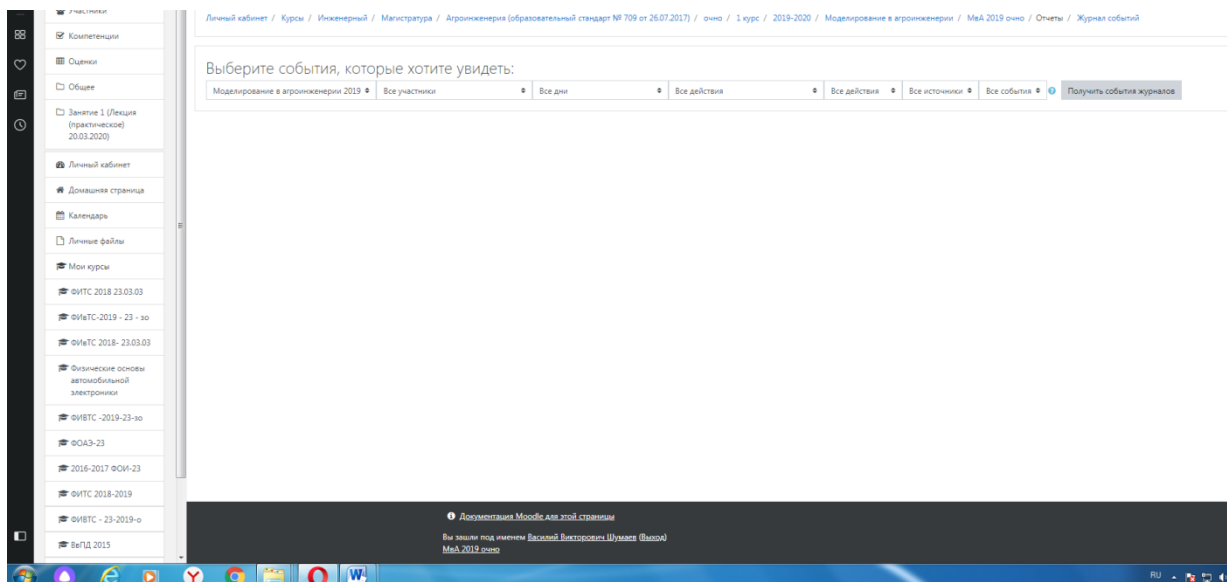 Участники
Личный кабинет / Курсы / Инженерный / Магистратура / Агроинженерия (образовательный стандарт № 709 от 26.07.2017) / очно / 1 курс / 2019-2020 / Моделирование в агроинженерии / МвА 2019 очно / Отчеты / Журнал событий
Компетенции
Оценки
Общее
Занятие 1 (Лекция
(практическое)
20.03.2020)
Выберите события, которые хотите увидеть:
Моделирование в агроинженерии 2019 Все участники Все дни Все действия Все действия Все источники Все события Получить события журналов
Личный кабинет
Домашняя страница
Календарь
Личные файлы
Мои курсы
ФИТС 2018 23.03.03
ФИвТС-2019 - 23 - зо
ФИвТС 2018- 23.03.03
Физические основы
автомобильной
электроники
ФИВТС -2019-23-зо
ФОАЭ-23
2016-2017 ФОИ-23
ФИТС 2018-2019
ФИВТС - 23-2019-о
ВеПД 2015
Документация Moodle для этой страницы
Вы зашли под именем Василий Викторович Шумаев (Выход)
МвА 2019 очно
RU